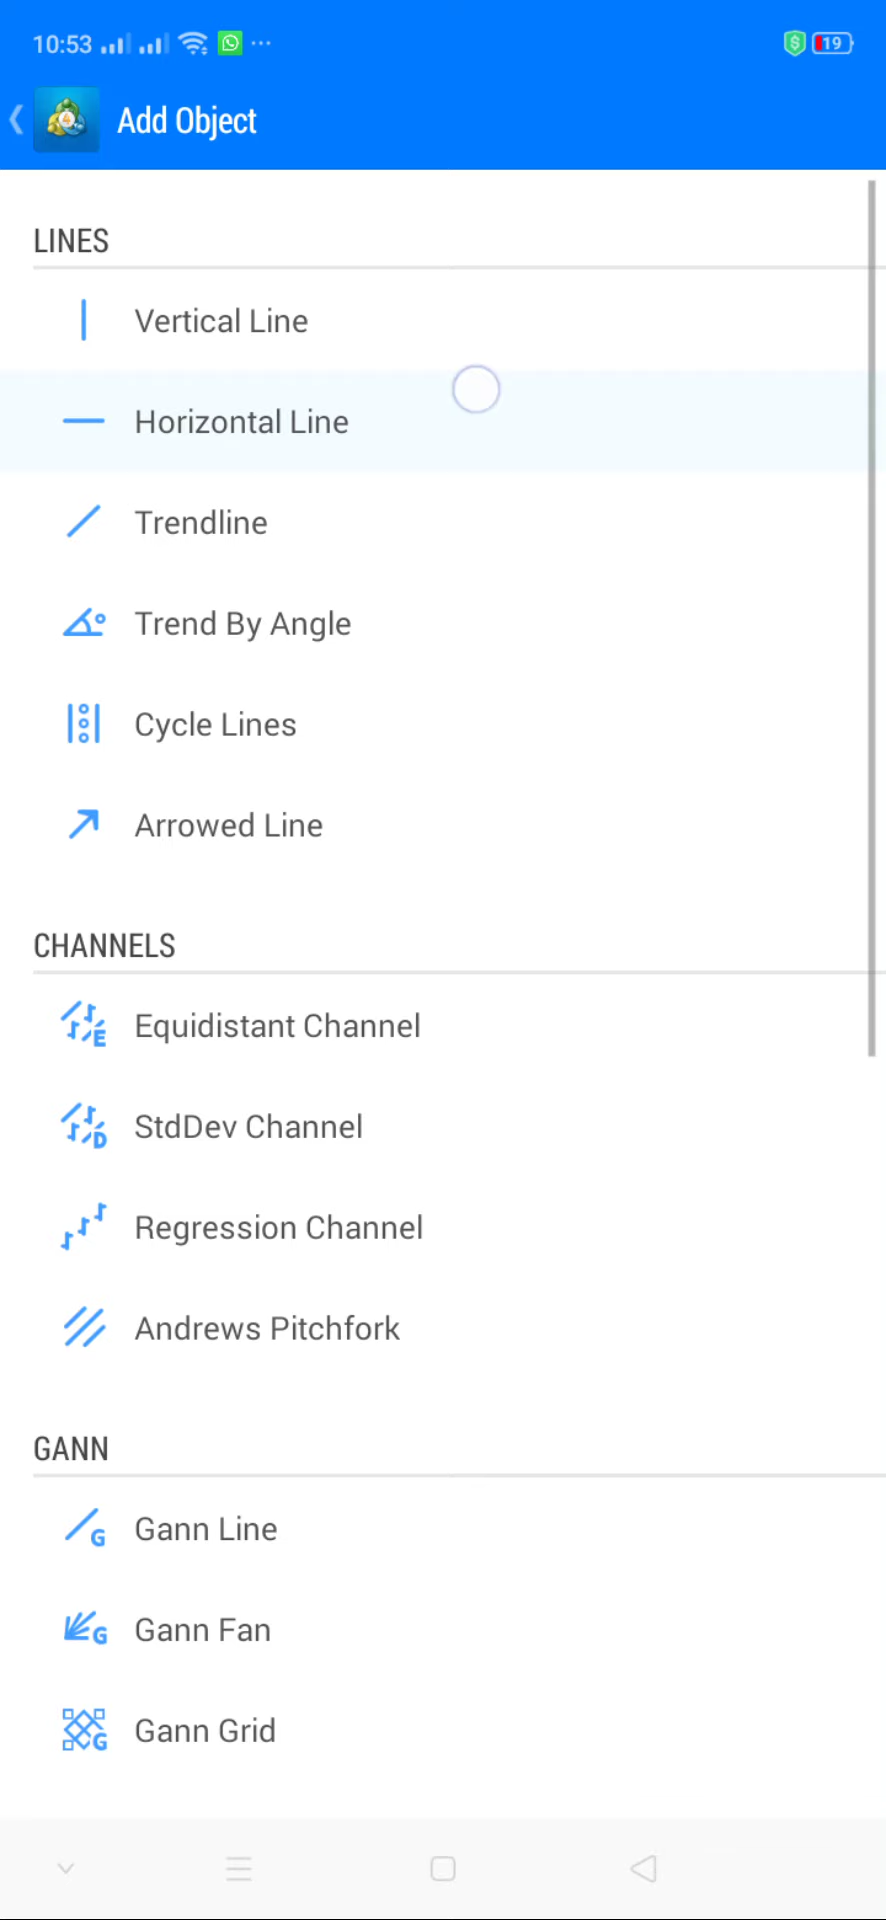 10:53
19
Add Object
LINES
Vertical Line
Horizontal Line
Trendline
Trend By Angle
Cycle Lines
Arrowed Line
CHANNELS
E Equidistant Channel
D StdDev Channel
Regression Channel
Andrews Pitchfork
GANN
G Gann Line
G Gann Fan
G Gann Grid